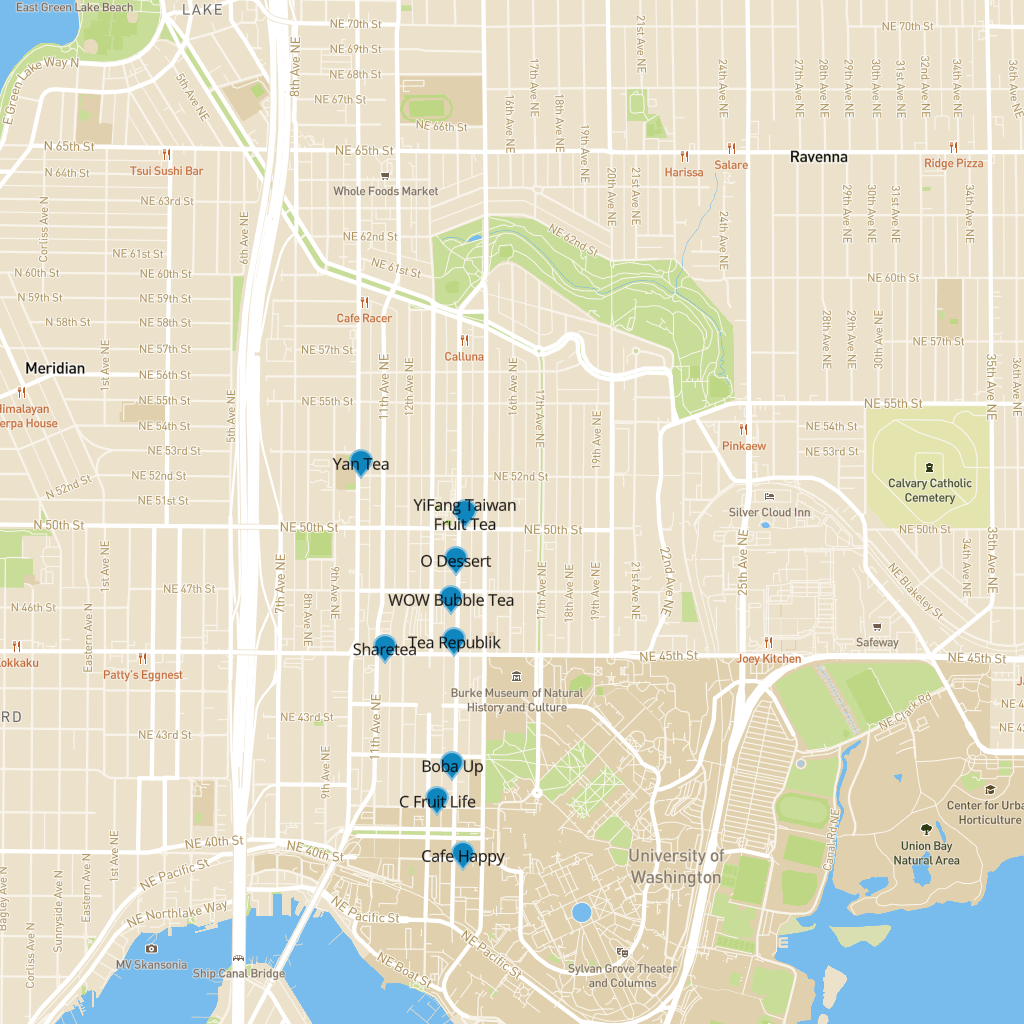 East Green Lake Beach
LAKE
NE 70th St
NE 70th St
NE 69th St
NE 68th St
NE 67th St
NE 66th St
E Green Lake Way N
5th Ave NE
8th Ave NE
21st Ave NE
17th Ave NE
16th Ave NE
18th Ave NE
19th Ave NE
24th Ave NE
27th Ave NE
28th Ave NE
29th Ave NE
30th Ave NE
31st Ave NE
32nd Ave NE
34th Ave NE
36th Ave NE
N 65th St
NE 65th St
Ravenna
Tsui Sushi Bar
Harissa
Salare
Ridge Pizza
N 64th St
Whole Foods Market
NE 63rd St
20th Ave NE
21st Ave NE
24th Ave NE
29th Ave NE
30th Ave NE
31st Ave NE
34th Ave NE
Corliss Ave N
6th Ave NE
NE 62nd St
NE 62nd St
NE 61st St
NE 61st St
N 60th St
NE 60th St
NE 60th St
N 59th St
NE 59th St
Cafe Racer
N 58th St
NE 58th St
28th Ave NE
29th Ave NE
30th Ave NE
NE 57th St
NE 57th St
NE 57th St
Calluna
Meridian
1st Ave NE
NE 56th St
11th Ave NE
12th Ave NE
16th Ave NE
17th Ave NE
35th Ave NE
36th Ave NE
Himalayan
erpa House
NE 55th St
NE 55th St
NE 55th St
5th Ave NE
19th Ave NE
NE 54th St
NE 54th St
Pinkaew
NE 53rd St
NE 53rd St
Yan Tea
NE 52nd St
NE 52nd St
N 52nd St
Calvary Catholic
Cemetery
NE 51st St
Silver Cloud Inn
YiFang Taiwan
Fruit Tea
N 50th St
NE 50th St
NE 50th St
1st Ave NE
O Dessert
22nd Ave NE
25th Ave NE
34th Ave NE
35th Ave NE
7th Ave NE
8th Ave NE
9th Ave NE
17th Ave NE
18th Ave NE
19th Ave NE
21st Ave NE
NE Blakeley St
NE 47th St
N 46th St
WOW Bubble Tea
Eastern Ave N
Tea Republik
Sharetea
Safeway
Kokkaku
NE 45th St
NE 45th St
Joey Kitchen
Patty's Eggnest
Burke Museum of Natural
History and Culture
11th Ave NE
NE Clark Rd
RD
NE 43rd St
NE 43rd St
9th Ave NE
Boba Up
C Fruit Life
Center for Urba
Horticulture
Canal Rd NE
1st Ave NE
NE 40th St
NE 40th St
Cafe Happy
University of
Washington
Union Bay
Natural Area
NE Pacific St
Bagley Ave N
Sunnyside Ave N
Eastern Ave N
Corliss Ave N
NE Northlake Way
NE Pacific St
NE Pacific St
NE Boat St
MV Skansonia
Ship Canal Bridge
Sylvan Grove Theater
and Columns